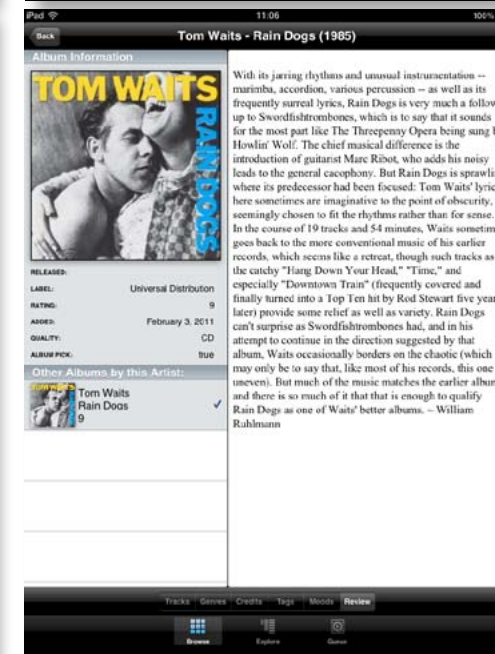 iPad
11:06
100%
Back
Tom Waits - Rain Dogs (1985)
Album Information
TOM WAITS
RAIN DOGS
RELEASED:
LABEL: Universal Distribution
RATING: 9
ADDED: February 3, 2011
QUALITY: CD
ALBUM PICK: true
Other Albums by this Artist:
TOM WAITS
Tom Waits
Rain Dogs
9
With its jarring rhythms and unusual instrumentation --
marimba, accordion, various percussion -- as well as its
frequently surreal lyrics, Rain Dogs is very much a follow
up to Swordfishtrombones, which is to say that it sounds
for the most part like The Threepenny Opera being sung b
Howlin' Wolf. The chief musical difference is the
introduction of guitarist Marc Ribot, who adds his noisy
leads to the general cacophony. But Rain Dogs is sprawli
where its predecessor had been focused: Tom Waits' lyric
here sometimes are imaginative to the point of obscurity,
seemingly chosen to fit the rhythms rather than for sense.
In the course of 19 tracks and 54 minutes, Waits sometim
goes back to the more conventional music of his earlier
records, which seems like a retreat, though such tracks as
the catchy "Hang Down Your Head," "Time," and
especially "Downtown Train" (frequently covered and
finally turned into a Top Ten hit by Rod Stewart five year
later) provide some relief as well as variety. Rain Dogs
can't surprise as Swordfishtrombones had, and in his
attempt to continue in the direction suggested by that
album, Waits occasionally borders on the chaotic (which
may only be to say that, like most of his records, this one
uneven). But much of the music matches the earlier album
and there is so much of it that that is enough to qualify
Rain Dogs as one of Waits' better albums. ~ William
Ruhlmann
Tracks Genres Credits Tags Moods Review
Browse Explore Queue